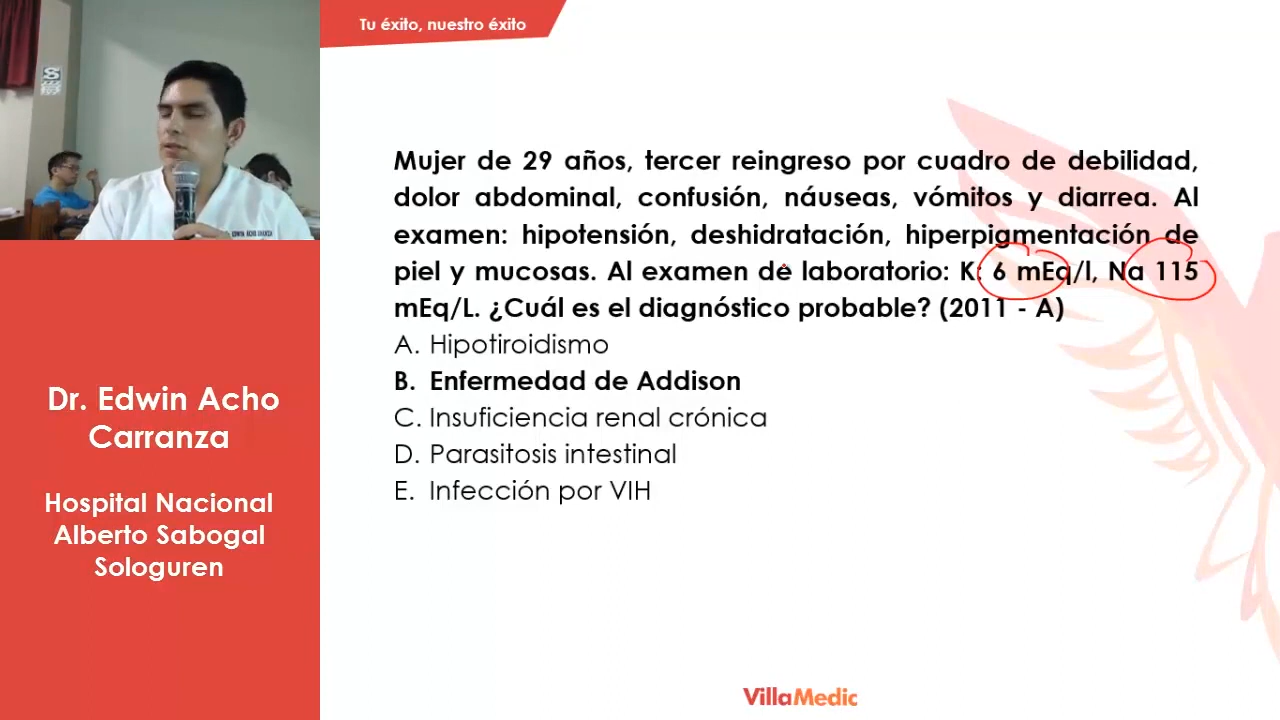 Tu éxito, nuestro éxito
Mujer de 29 años, tercer reingreso por cuadro de debilidad,
dolor abdominal, confusión, náuseas, vómitos y diarrea. Al
examen: hipotensión, deshidratación, hiperpigmentación de
piel y mucosas. Al examen de laboratorio: K: 6 mEq/l, Na 115
mEq/L. ¿Cuál es el diagnóstico probable? (2011 - A)
A. Hipotiroidismo
B. Enfermedad de Addison
C. Insuficiencia renal crónica
D. Parasitosis intestinal
E. Infección por VIH
Dr. Edwin Acho
Carranza
Hospital Nacional
Alberto Sabogal
Sologuren
EDWIN ACHO CARRANZA
S
VillaMedic